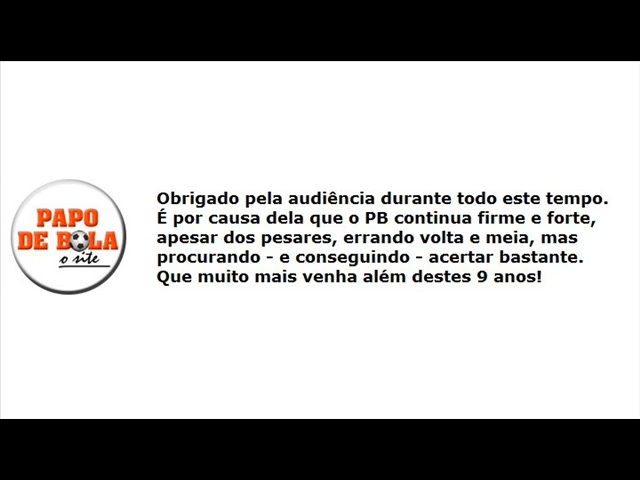 PAPO
DE BOLA
o site
Obrigado pela audiência durante todo este tempo.
É por causa dela que o PB continua firme e forte,
apesar dos pesares, errando volta e meia, mas
procurando - e conseguindo - acertar bastante.
Que muito mais venha além destes 9 anos!